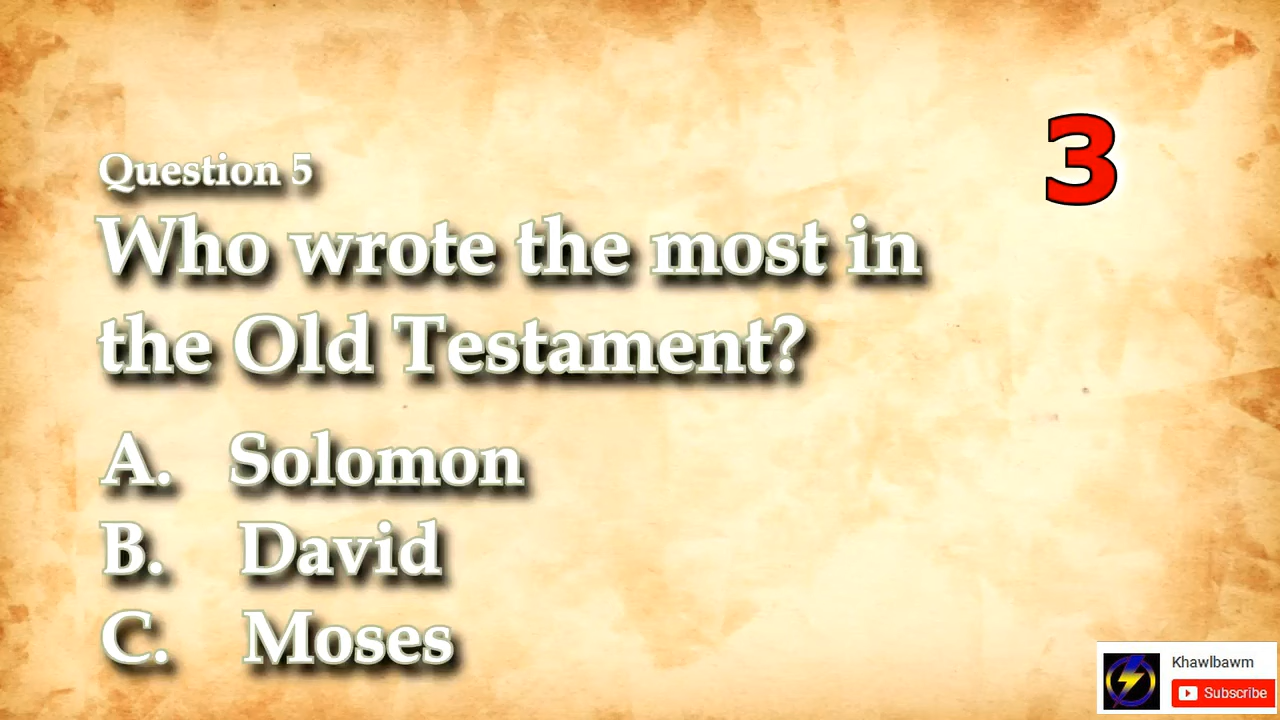 3
Question 5
Who wrote the most in
the Old Testament?
A. Solomon
B. David
C. Moses
Khawlbawm
Subscribe